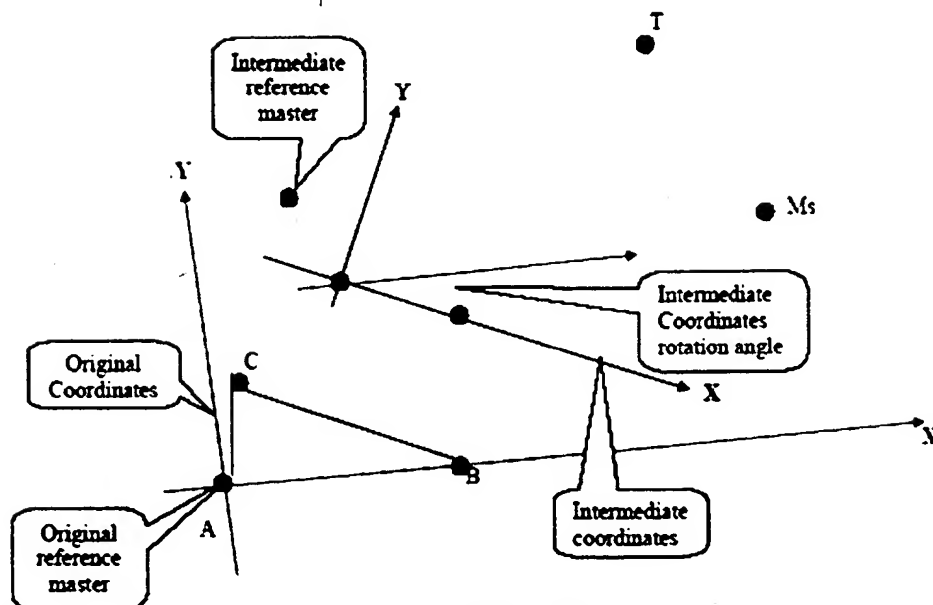 T
Intermediate
reference
master
Y
Y
Ms
Intermediate
Coordinates
rotation angle
Original
Coordinates
C
X
X
B
A
Intermediate
coordinates
Original
reference
master